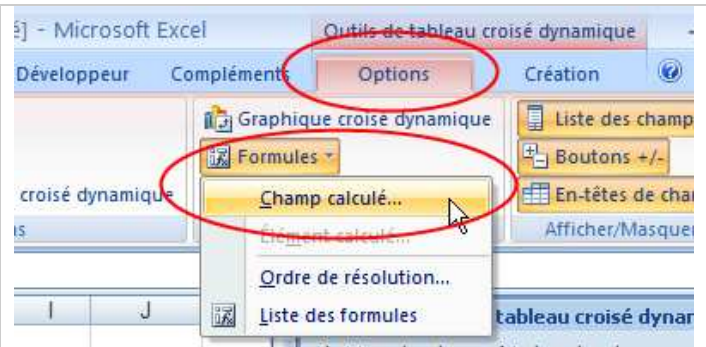 é] - Microsoft Excel Outils de tableau croisé dynamique
Développeur Compléments Options Création
Graphique croisé dynamique Liste des champ
Formules Boutons +/-
croisé dynamique Champ calculé... En-têtes de cha
s Élément calculé... Afficher/Masquer
Ordre de résolution...
I J Liste des formules tableau croisé dynar